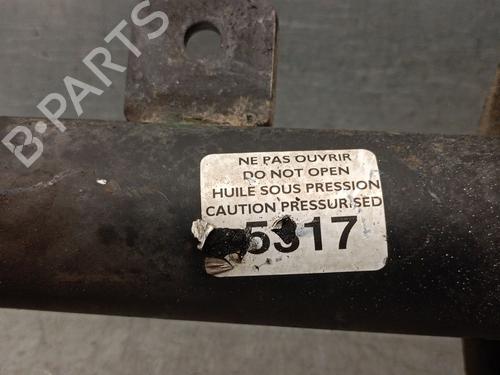 B-PARTS
NE PAS OUVRIR
DO NOT OPEN
HUILE SOUS PRESSION
CAUTION PRESSURISED
5317